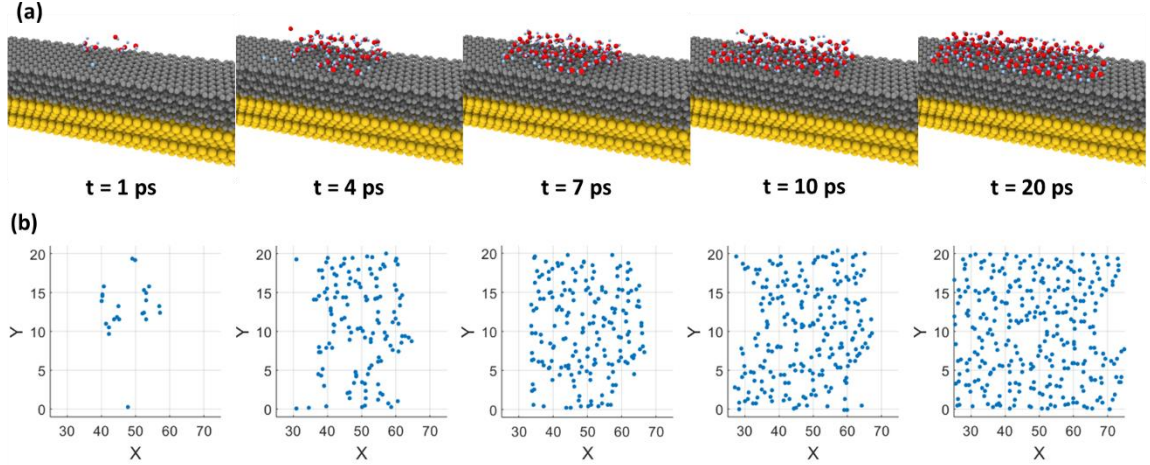 (a)
t = 1 ps t = 4 ps t = 7 ps t = 10 ps t = 20 ps
(b)
20 20 20 20 20
15 15 15 15 15
Y Y Y Y Y
10 10 10 10 10
5 5 5 5 5
0 0 0 0 0
30 40 50 60 70 30 40 50 60 70 30 40 50 60 70 30 40 50 60 70 30 40 50 60 70
X X X X X